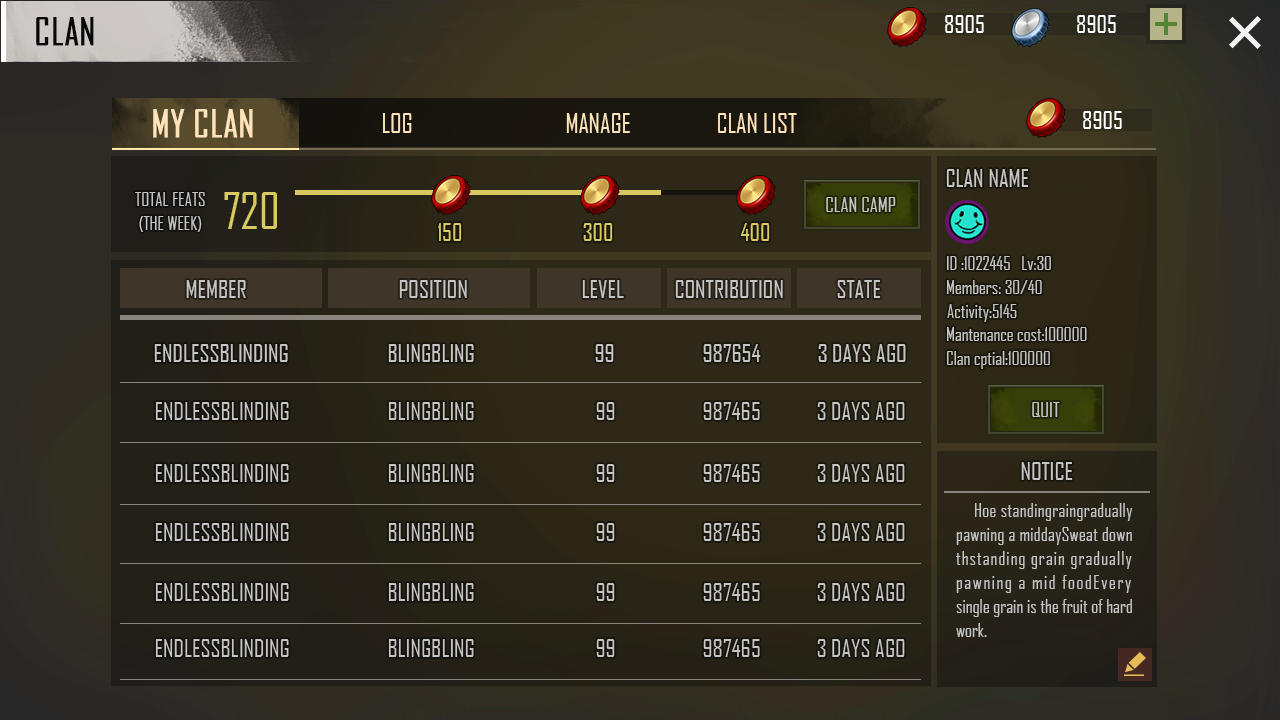 CLAN
8905
8905
MY CLAN
LOG
MANAGE
CLAN LIST
8905
TOTAL FEATS
(THE WEEK)
720
150
300
400
CLAN CAMP
MEMBER POSITION LEVEL CONTRIBUTION STATE
ENDLESSBLINDING BLINGBLING 99 987654 3 DAYS AGO
ENDLESSBLINDING BLINGBLING 99 987465 3 DAYS AGO
ENDLESSBLINDING BLINGBLING 99 987465 3 DAYS AGO
ENDLESSBLINDING BLINGBLING 99 987465 3 DAYS AGO
ENDLESSBLINDING BLINGBLING 99 987465 3 DAYS AGO
ENDLESSBLINDING BLINGBLING 99 987465 3 DAYS AGO
CLAN NAME
ID :1022445 Lv:30
Members: 30/40
Activity:5145
Mantenance cost:100000
Clan cptial:100000
QUIT
NOTICE
Hoe standingraingradually
pawning a middaySweat down
thstanding grain gradually
pawning a mid foodEvery
single grain is the fruit of hard
work.